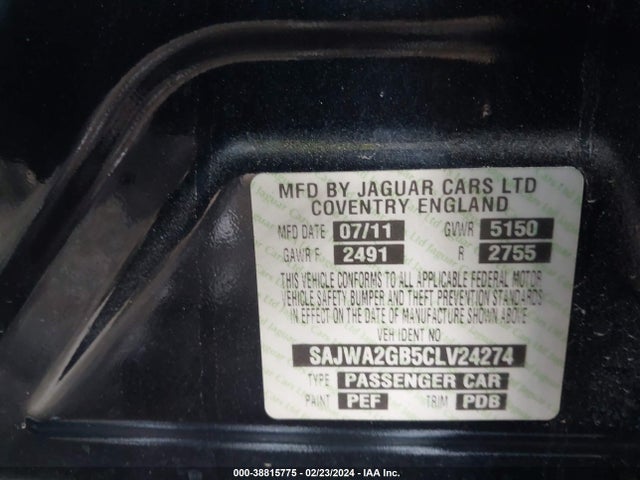 MFD BY JAGUAR CARS LTD
COVENTRY ENGLAND
MFD DATE 07/11 GVWR 5150
GAWR F 2491 R 2755
THIS VEHICLE CONFORMS TO ALL APPLICABLE FEDERAL MOTOR
VEHICLE SAFETY BUMPER AND THEFT PREVENTION STANDARDS
IN EFFECT ON THE DATE OF MANUFACTURE SHOWN ABOVE
VEH IDENT NO
SAJWA2GB5CLV24274
TYPE PASSENGER CAR
PAINT PEF TRIM PDB
000-38815775 - 02/23/2024 - IAA Inc.